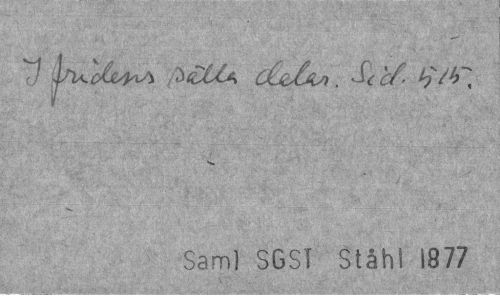 I fridens sälla dalar. Sid. 515.
Saml SGST Ståhl 1877